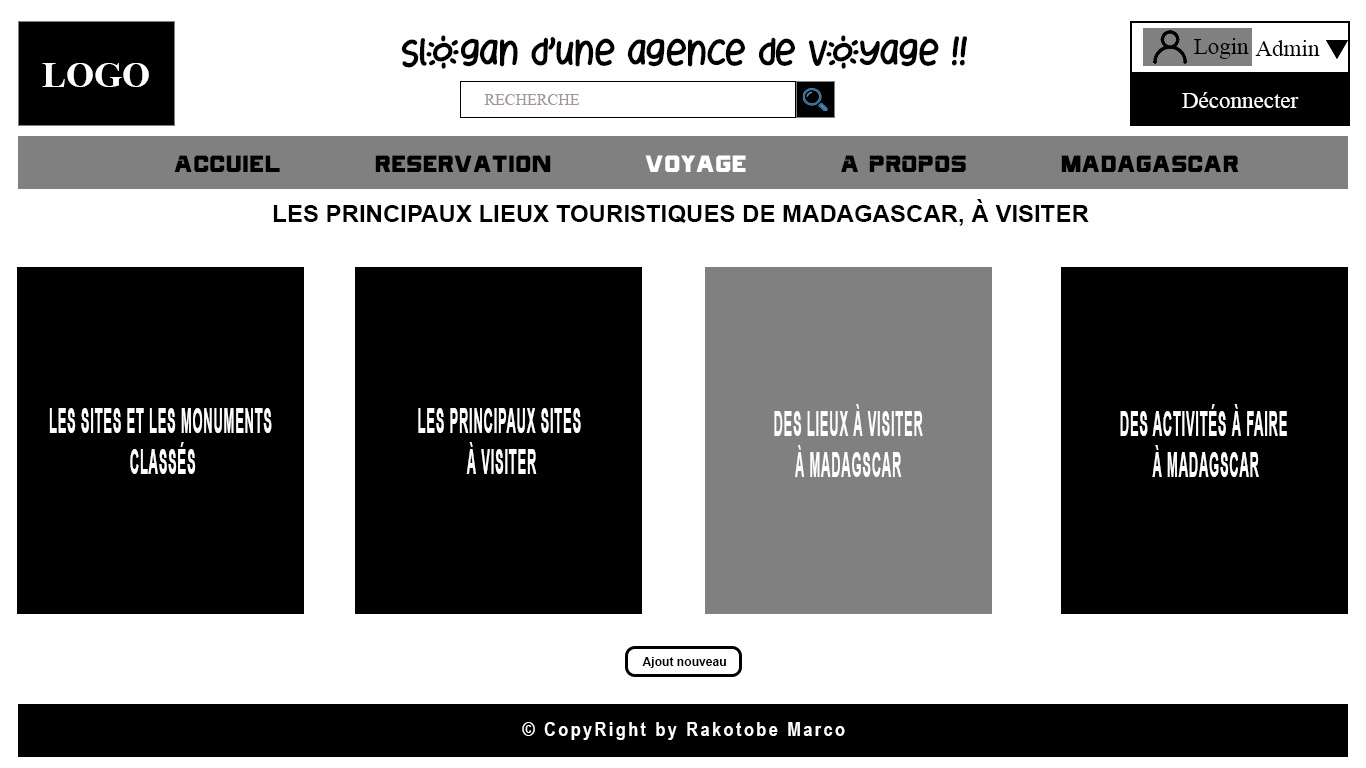 LOGO
slogan d'une agence de voyage !!
RECHERCHE
Login Admin
Déconnecter
ACCUIEL RESERVATION VOYAGE A PROPOS MADAGASCAR
LES PRINCIPAUX LIEUX TOURISTIQUES DE MADAGASCAR, À VISITER
LES SITES ET LES MONUMENTS
CLASSÉS
LES PRINCIPAUX SITES
À VISITER
DES LIEUX À VISITER
À MADAGSCAR
DES ACTIVITÉS À FAIRE
À MADAGSCAR
Ajout nouveau
© CopyRight by Rakotobe Marco